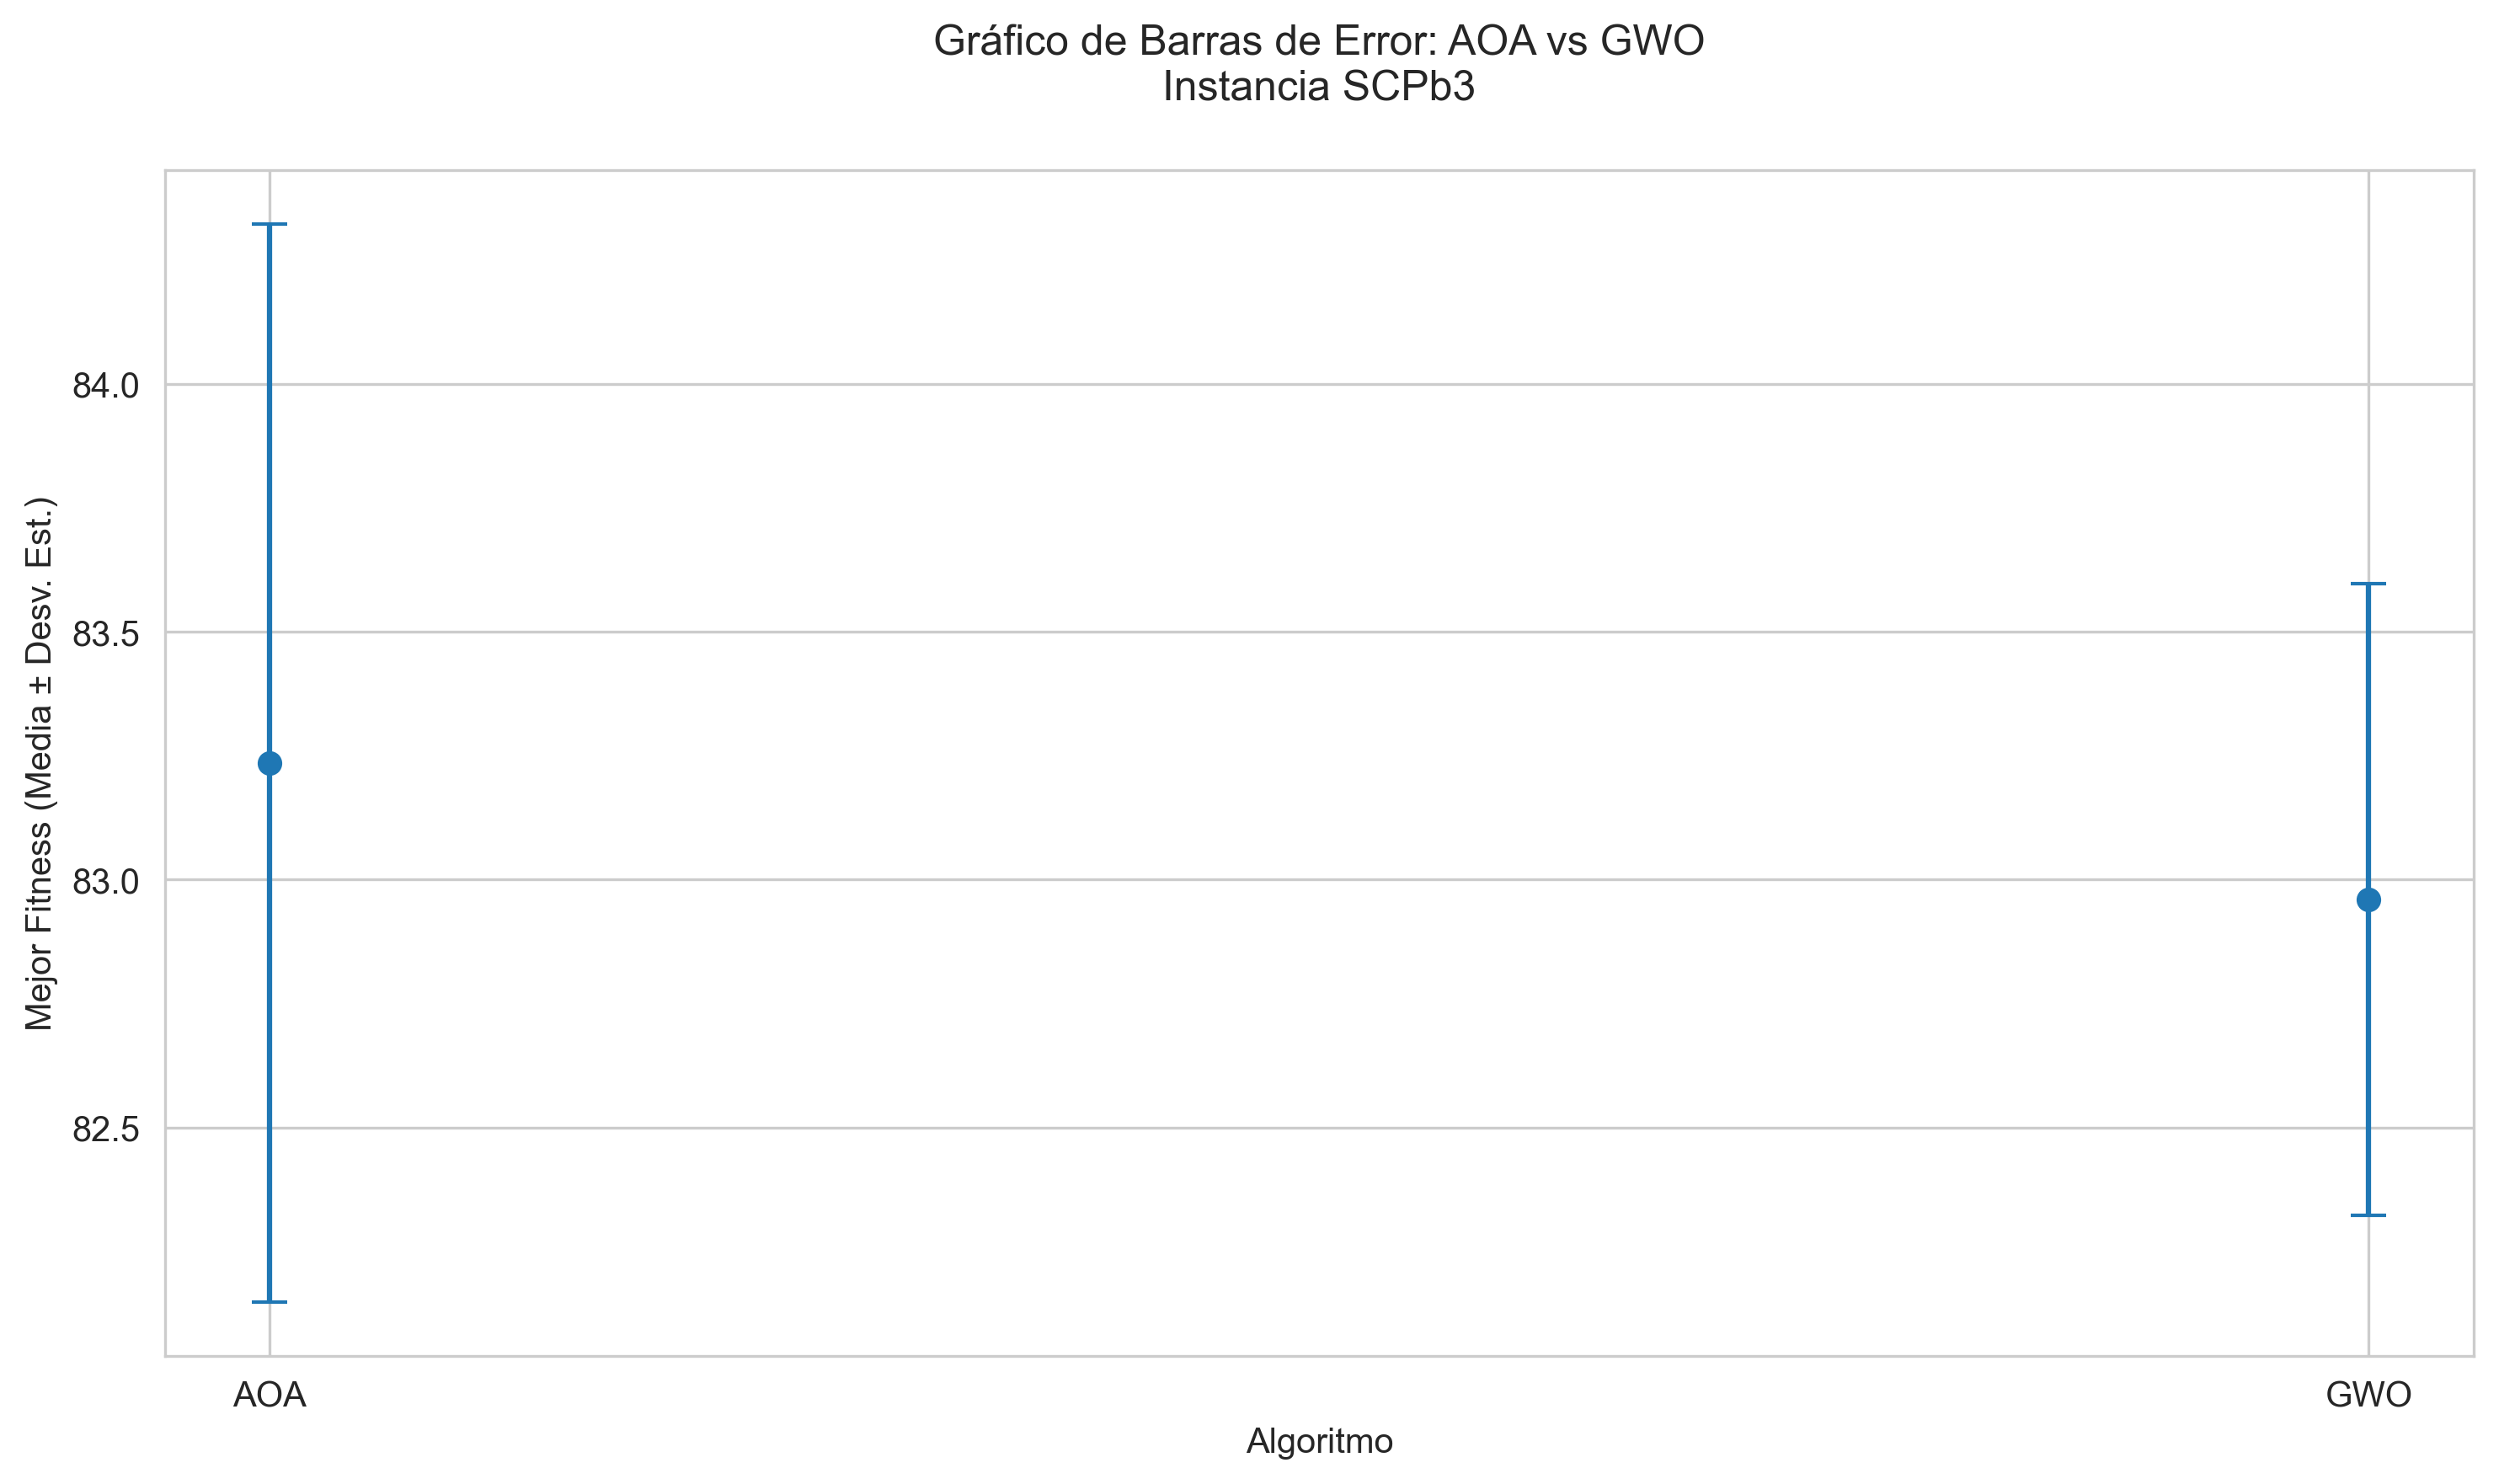 Gráfico de Barras de Error: AOA vs GWO
Instancia SCPb3
Mejor Fitness (Media ± Desv. Est.)
84.0
83.5
83.0
82.5
AOA
GWO
Algoritmo